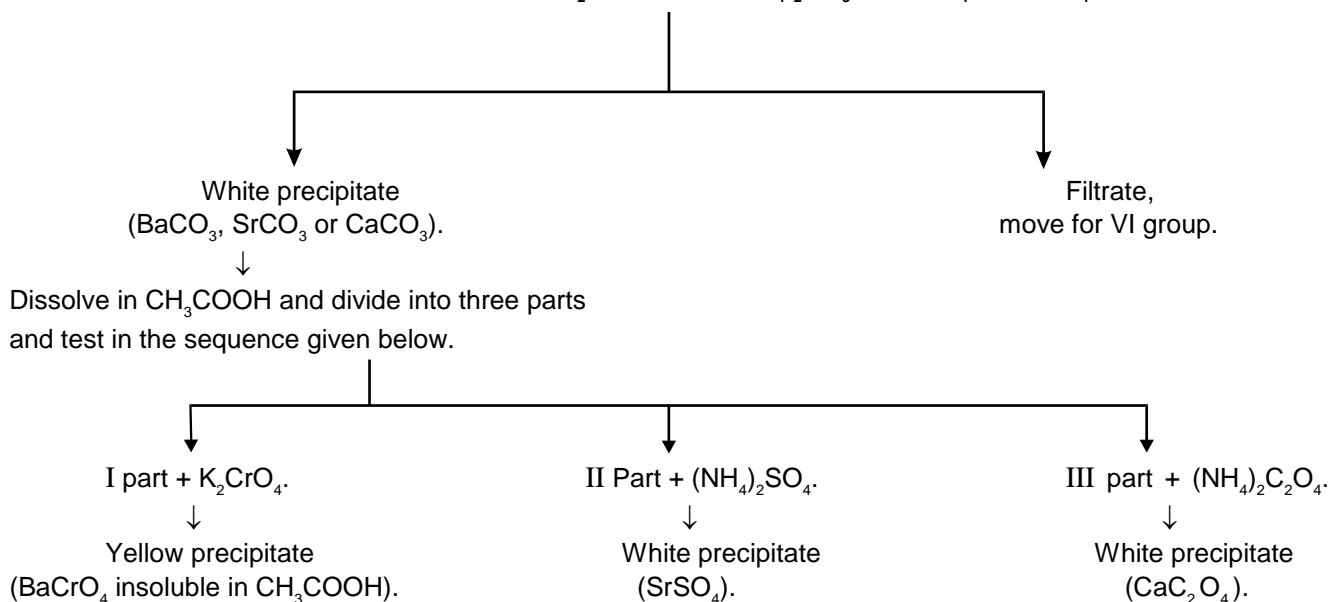 White precipitate
(BaCO₃, SrCO₃ or CaCO₃).
↓
Dissolve in CH₃COOH and divide into three parts
and test in the sequence given below.
Filtrate,
move for VI group.
I part + K₂CrO₄.
↓
Yellow precipitate
(BaCrO₄ insoluble in CH₃COOH).
II Part + (NH₄)₂SO₄.
↓
White precipitate
(SrSO₄).
III part + (NH₄)₂C₂O₄.
↓
White precipitate
(CaC₂O₄).